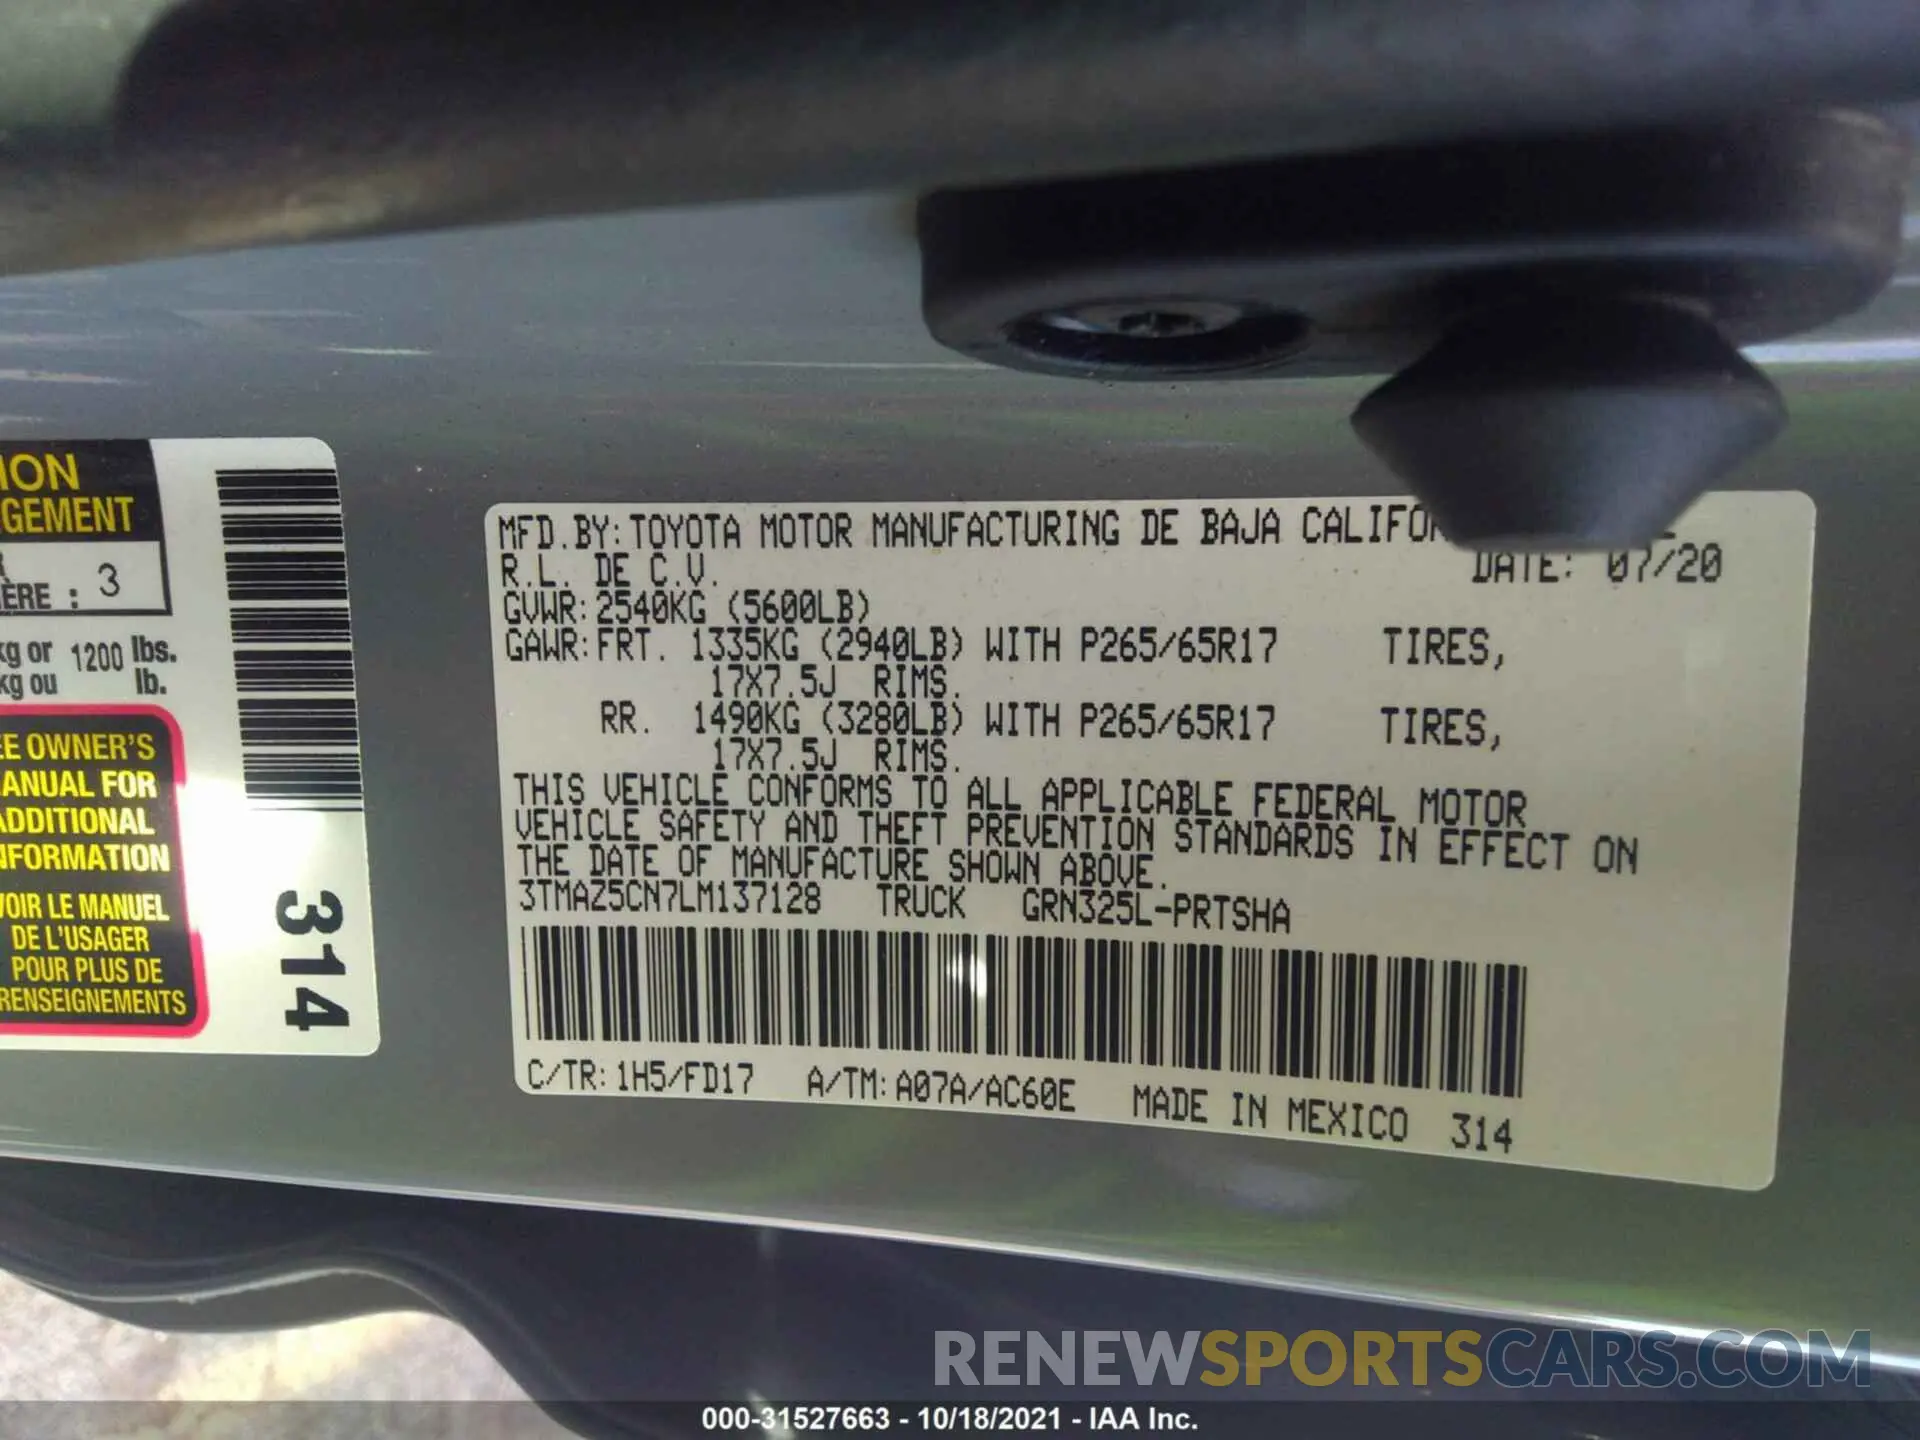 ION
GEMENT
R
ÈRE : 3
kg or 1200 lbs.
kg ou lb.
EE OWNER'S
ANUAL FOR
ADDITIONAL
NFORMATION
VOIR LE MANUEL
DE L'USAGER
POUR PLUS DE
RENSEIGNEMENTS
314
MFD.BY:TOYOTA MOTOR MANUFACTURING DE BAJA CALIFOR
R.L. DE C.V. DATE: 07/20
GVWR:2540KG (5600LB)
GAWR:FRT. 1335KG (2940LB) WITH P265/65R17 TIRES,
17X7.5J RIMS.
RR. 1490KG (3280LB) WITH P265/65R17 TIRES,
17X7.5J RIMS.
THIS VEHICLE CONFORMS TO ALL APPLICABLE FEDERAL MOTOR
VEHICLE SAFETY AND THEFT PREVENTION STANDARDS IN EFFECT ON
THE DATE OF MANUFACTURE SHOWN ABOVE.
3TMAZ5CN7LM137128 TRUCK GRN325L-PRTSHA
C/TR:1H5/FD17 A/TM:A07A/AC60E MADE IN MEXICO 314
RENEWSPORTSCARS.COM
000-31527663 - 10/18/2021 - IAA Inc.